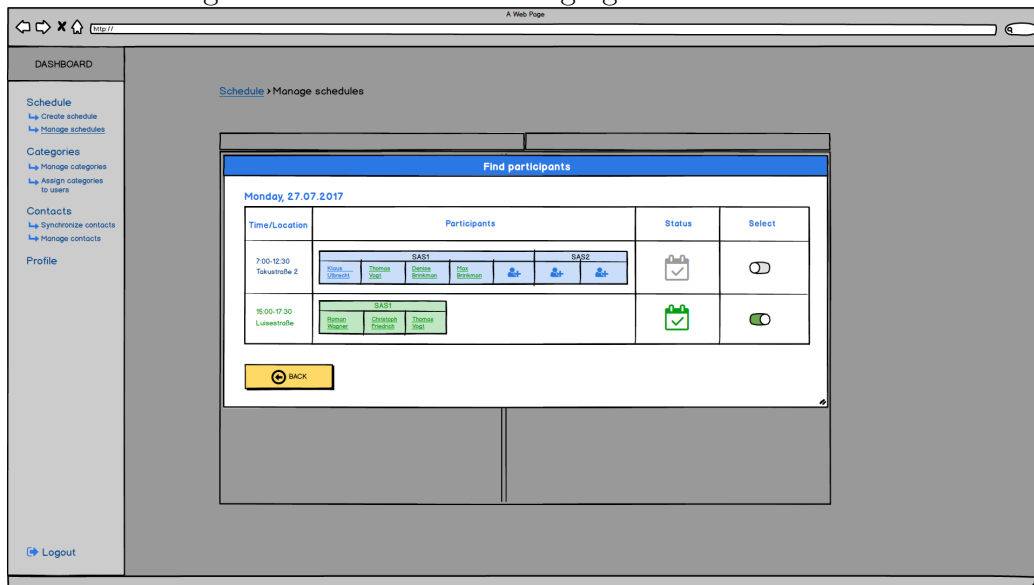 A Web Page
http://
DASHBOARD
Schedule
Create schedule
Manage schedules
Categories
Manage categories
Assign categories
to users
Contacts
Synchronize contacts
Manage contacts
Profile
Logout
Schedule › Manage schedules
Find participants
Monday, 27.07.2017
Time/Location Participants Status Select
7:00-12:30
Takustraße 2
SAS1 SAS2
Klaus
Ulbracht
Thomas
Vogt
Denise
Brinkman
Max
Brinkman
15:00-17:30
Luisestraße
SAS1
Roman
Wagner
Christoph
Friedrich
Thomas
Vogt
BACK